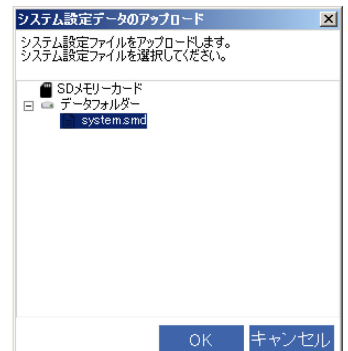 システム設定データのアップロード
システム設定ファイルをアップロードします。
システム設定ファイルを選択してください。
SDメモリーカード
データフォルダー
system.smd
OK キャンセル